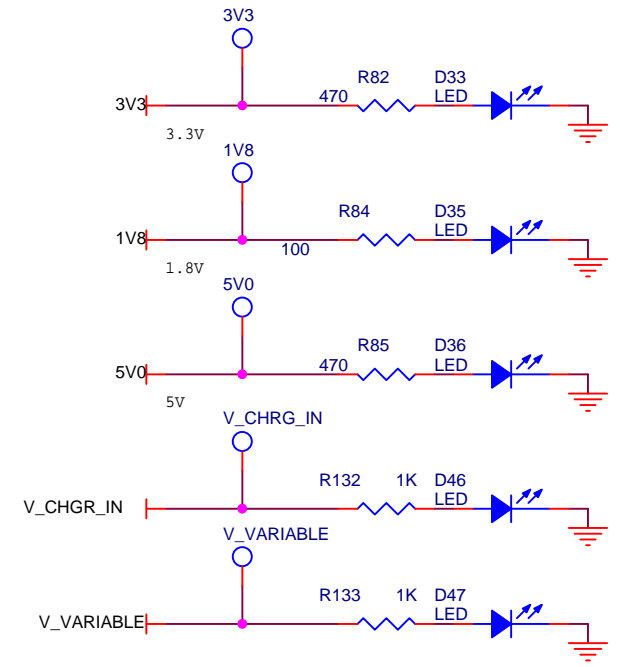 3V3
R82 D33
3V3 470 LED
3.3V
1V8
R84 D35
1V8 100 LED
1.8V
5V0
R85 D36
5V0 470 LED
5V
V_CHRG_IN
R132 1K D46
V_CHGR_IN LED
V_VARIABLE
R133 1K D47
V_VARIABLE LED